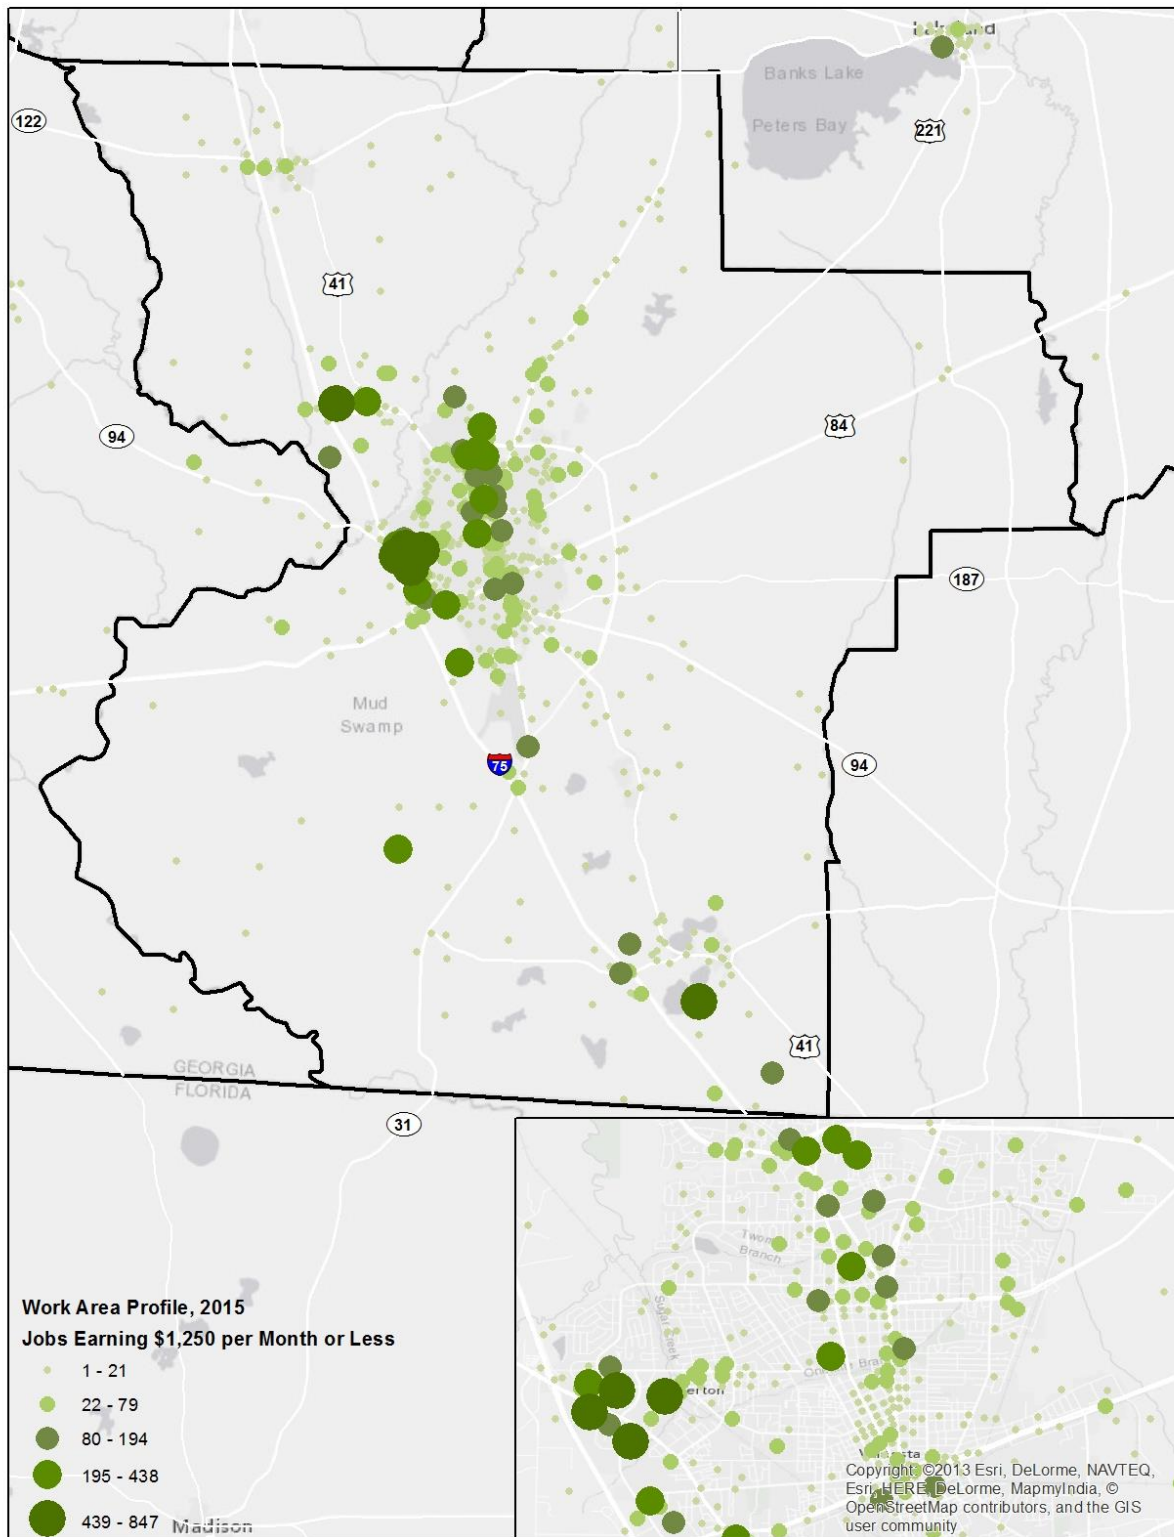 Banks Lake
Peters Bay
221
122
41
84
94
187
Mud
Swamp
75
94
41
GEORGIA
FLORIDA
31
Branch
Sugar Creek
Work Area Profile, 2015
Jobs Earning $1,250 per Month or Less
1 - 21
22 - 79
80 - 194
195 - 438
439 - 847
Madison
Copyright: ©2013 Esri, DeLorme, NAVTEQ,
Esri, HERE, DeLorme, MapmyIndia, ©
OpenStreetMap contributors, and the GIS
user community